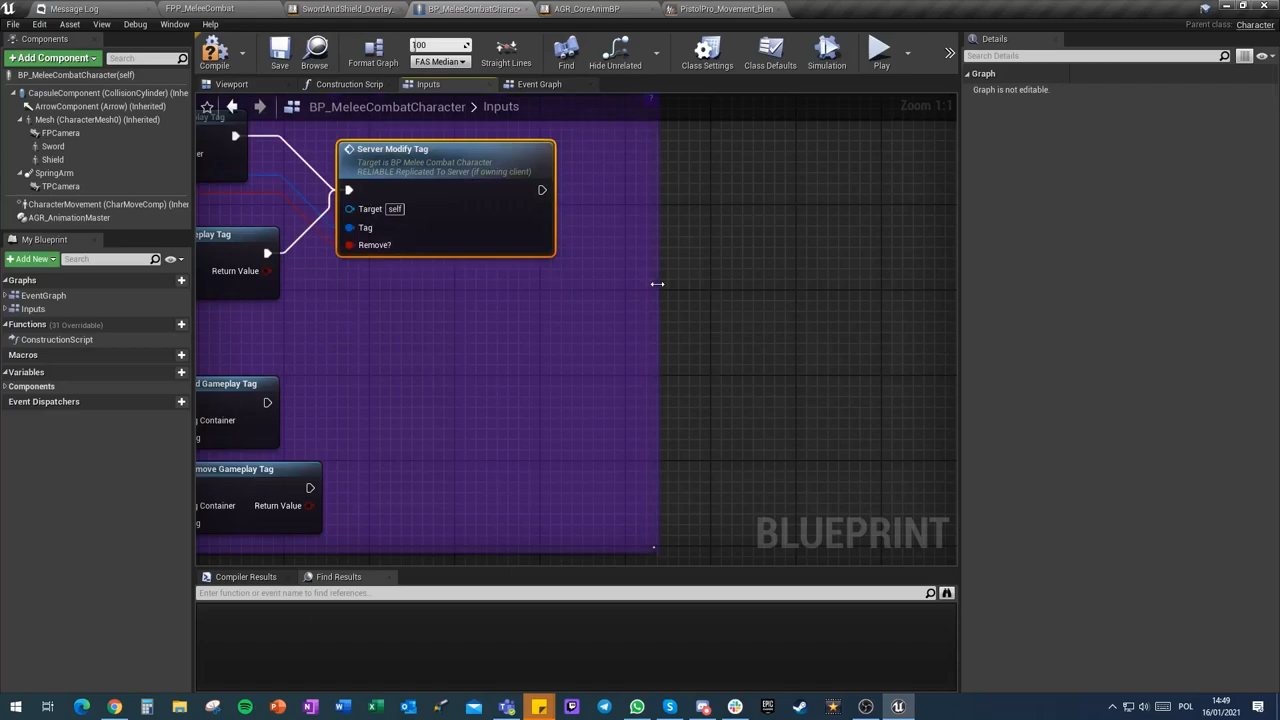 Message Log
FPP_MeleeCombat
SwordAndShield_Overlay
BP_MeleeCombatCharac
AGR_CoreAnimBP
PistolPro_Movement_blen
File Edit Asset View Debug Window Help
Parent class: Character
Components
Add Component
Search
BP_MeleeCombatCharacter(self)
CapsuleComponent (CollisionCylinder) (Inhe
ArrowComponent (Arrow) (Inherited)
Mesh (CharacterMesh0) (Inherited)
FPCamera
Sword
Shield
SpringArm
TPCamera
CharacterMovement (CharMoveComp) (Inher
AGR_AnimationMaster
My Blueprint
Add New
Search
Graphs
EventGraph
Inputs
Functions (31 Overridable)
ConstructionScript
Macros
Variables
Components
Event Dispatchers
Compile
Save
Browse
Format Graph
100
FAS Median
Straight Lines
Find
Hide Unrelated
Class Settings
Class Defaults
Simulation
Play
Viewport
Construction Scrip
Inputs
Event Graph
BP_MeleeCombatCharacter > Inputs
Zoom 1:1
lay Tag
Server Modify Tag
Target is BP Melee Combat Character
RELIABLE Replicated To Server (if owning client)
Target self
Tag
Remove?
play Tag
Return Value
d Gameplay Tag
g Container
g
move Gameplay Tag
g Container
Return Value
g
?
BLUEPRINT
Compiler Results
Find Results
Enter function or event name to find references...
Details
Search Details
Graph
Graph is not editable.
POL
14:49
16/01/2021